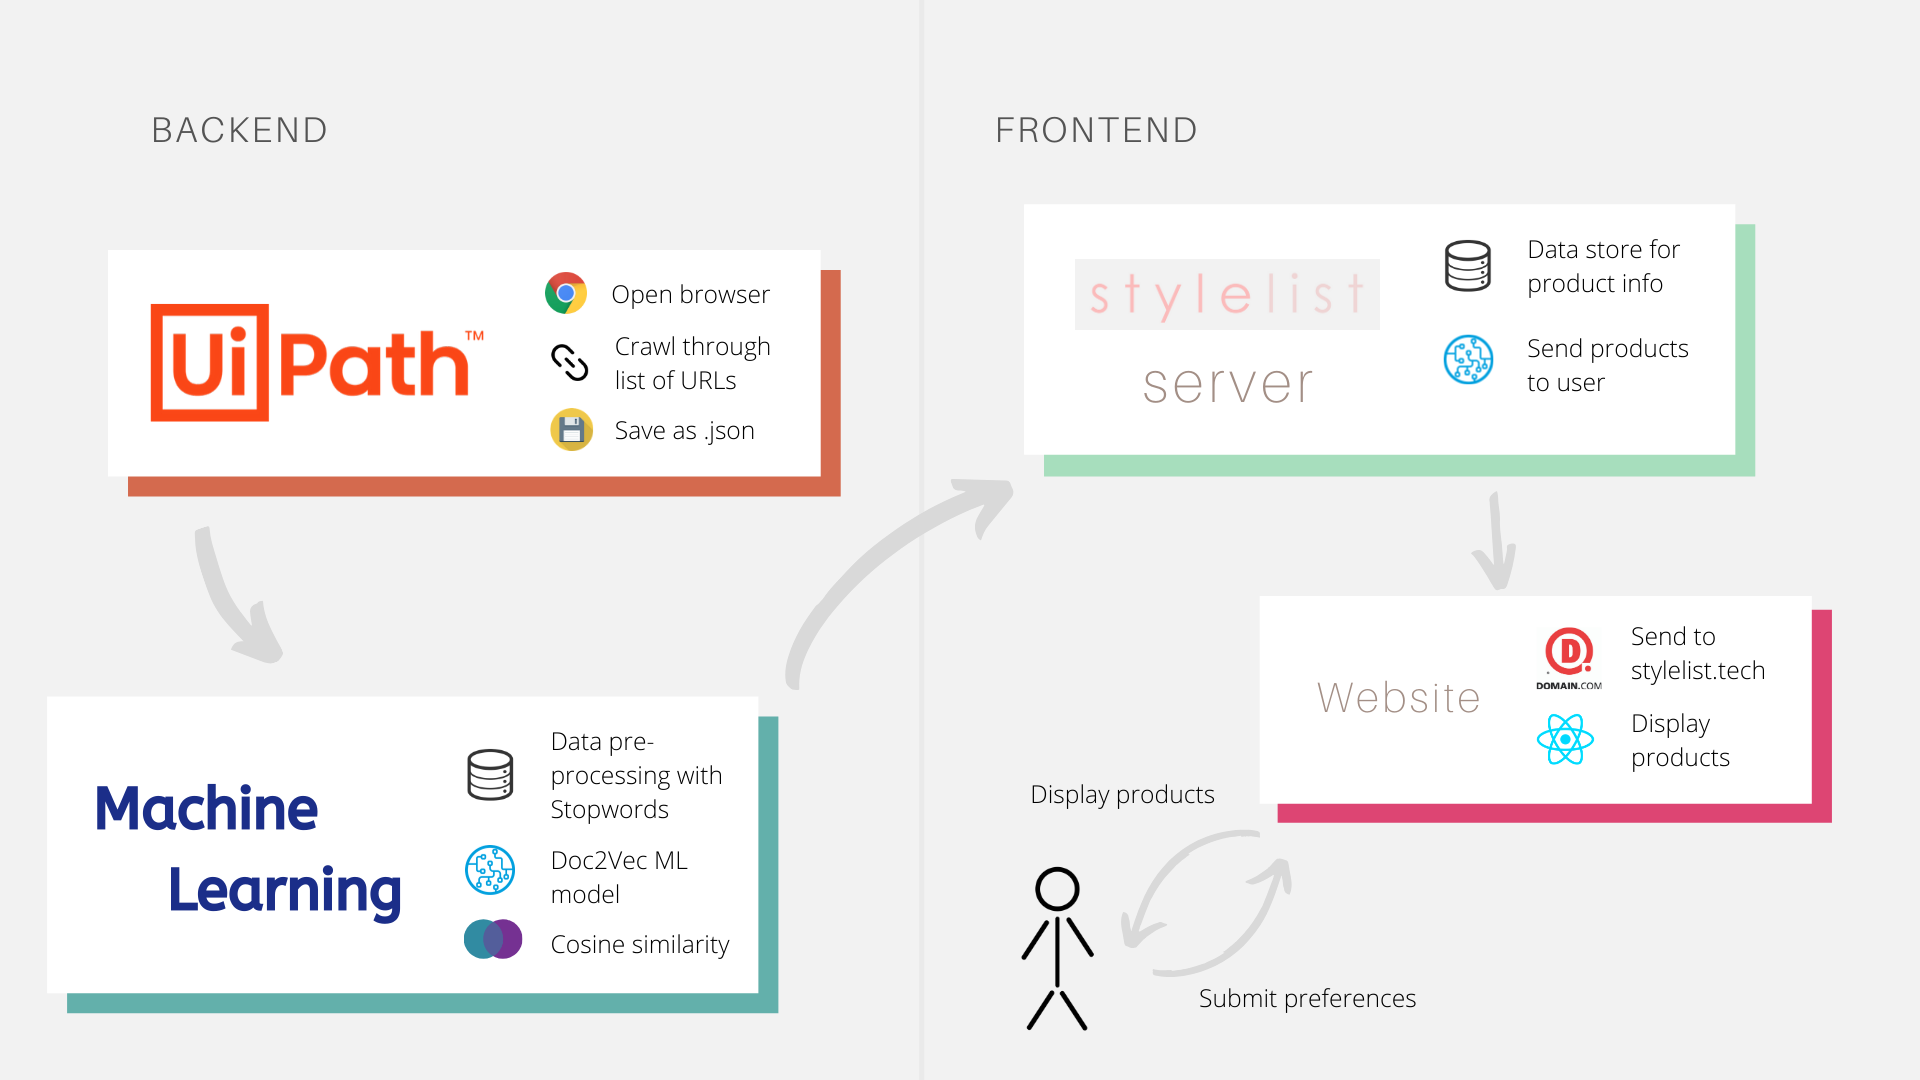 BACKEND
UiPath™
Open browser
Crawl through
list of URLs
Save as .json
Machine
Learning
Data pre-
processing with
Stopwords
Doc2Vec ML
model
Cosine similarity
FRONTEND
stylelist
server
Data store for
product info
Send products
to user
Website
D
DOMAIN.COM
Send to
stylelist.tech
Display
products
Display products
Submit preferences